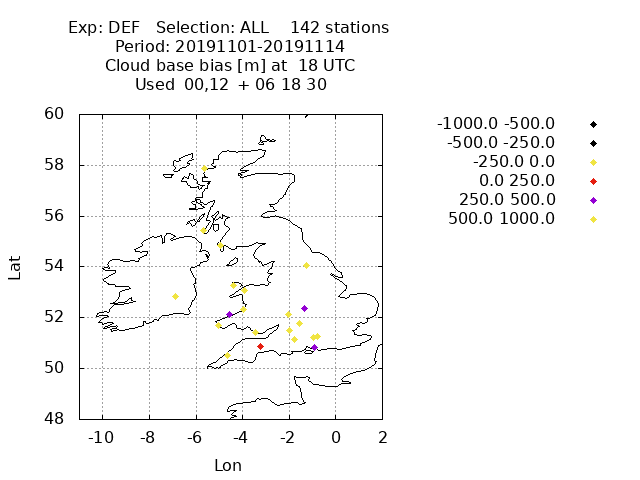 Exp: DEF Selection: ALL 142 stations
Period: 20191101-20191114
Cloud base bias [m] at 18 UTC
Used 00,12 + 06 18 30
-1000.0 -500.0
-500.0 -250.0
-250.0 0.0
0.0 250.0
250.0 500.0
500.0 1000.0
60
58
56
54
52
50
48
Lat
-10 -8 -6 -4 -2 0 2
Lon